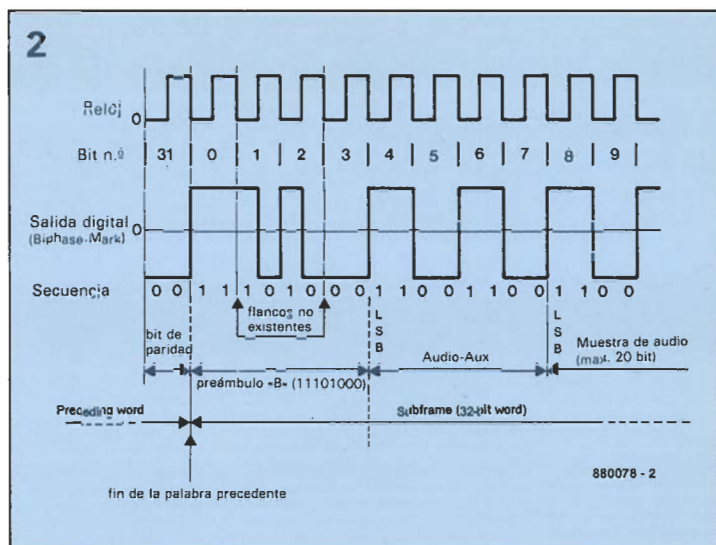 2
Reloj 0
Bit n.º 31 | 0 | 1 | 2 | 3 | 4 | 5 | 6 | 7 | 8 | 9 |
Salida digital 0
(Biphase-Mark)
Secuencia 0 0 1 1 1 0 1 0 0 0 1 1 0 0 1 1 0 0 1 1 0 0
flancos no
existentes
bit de
paridad
LSB
Audio-Aux
LSB
Muestra de audio
(max. 20 bit)
preámbulo «B» (11101000)
Preceding word
Subframe (32-bit word)
880078 - 2
fin de la palabra precedente